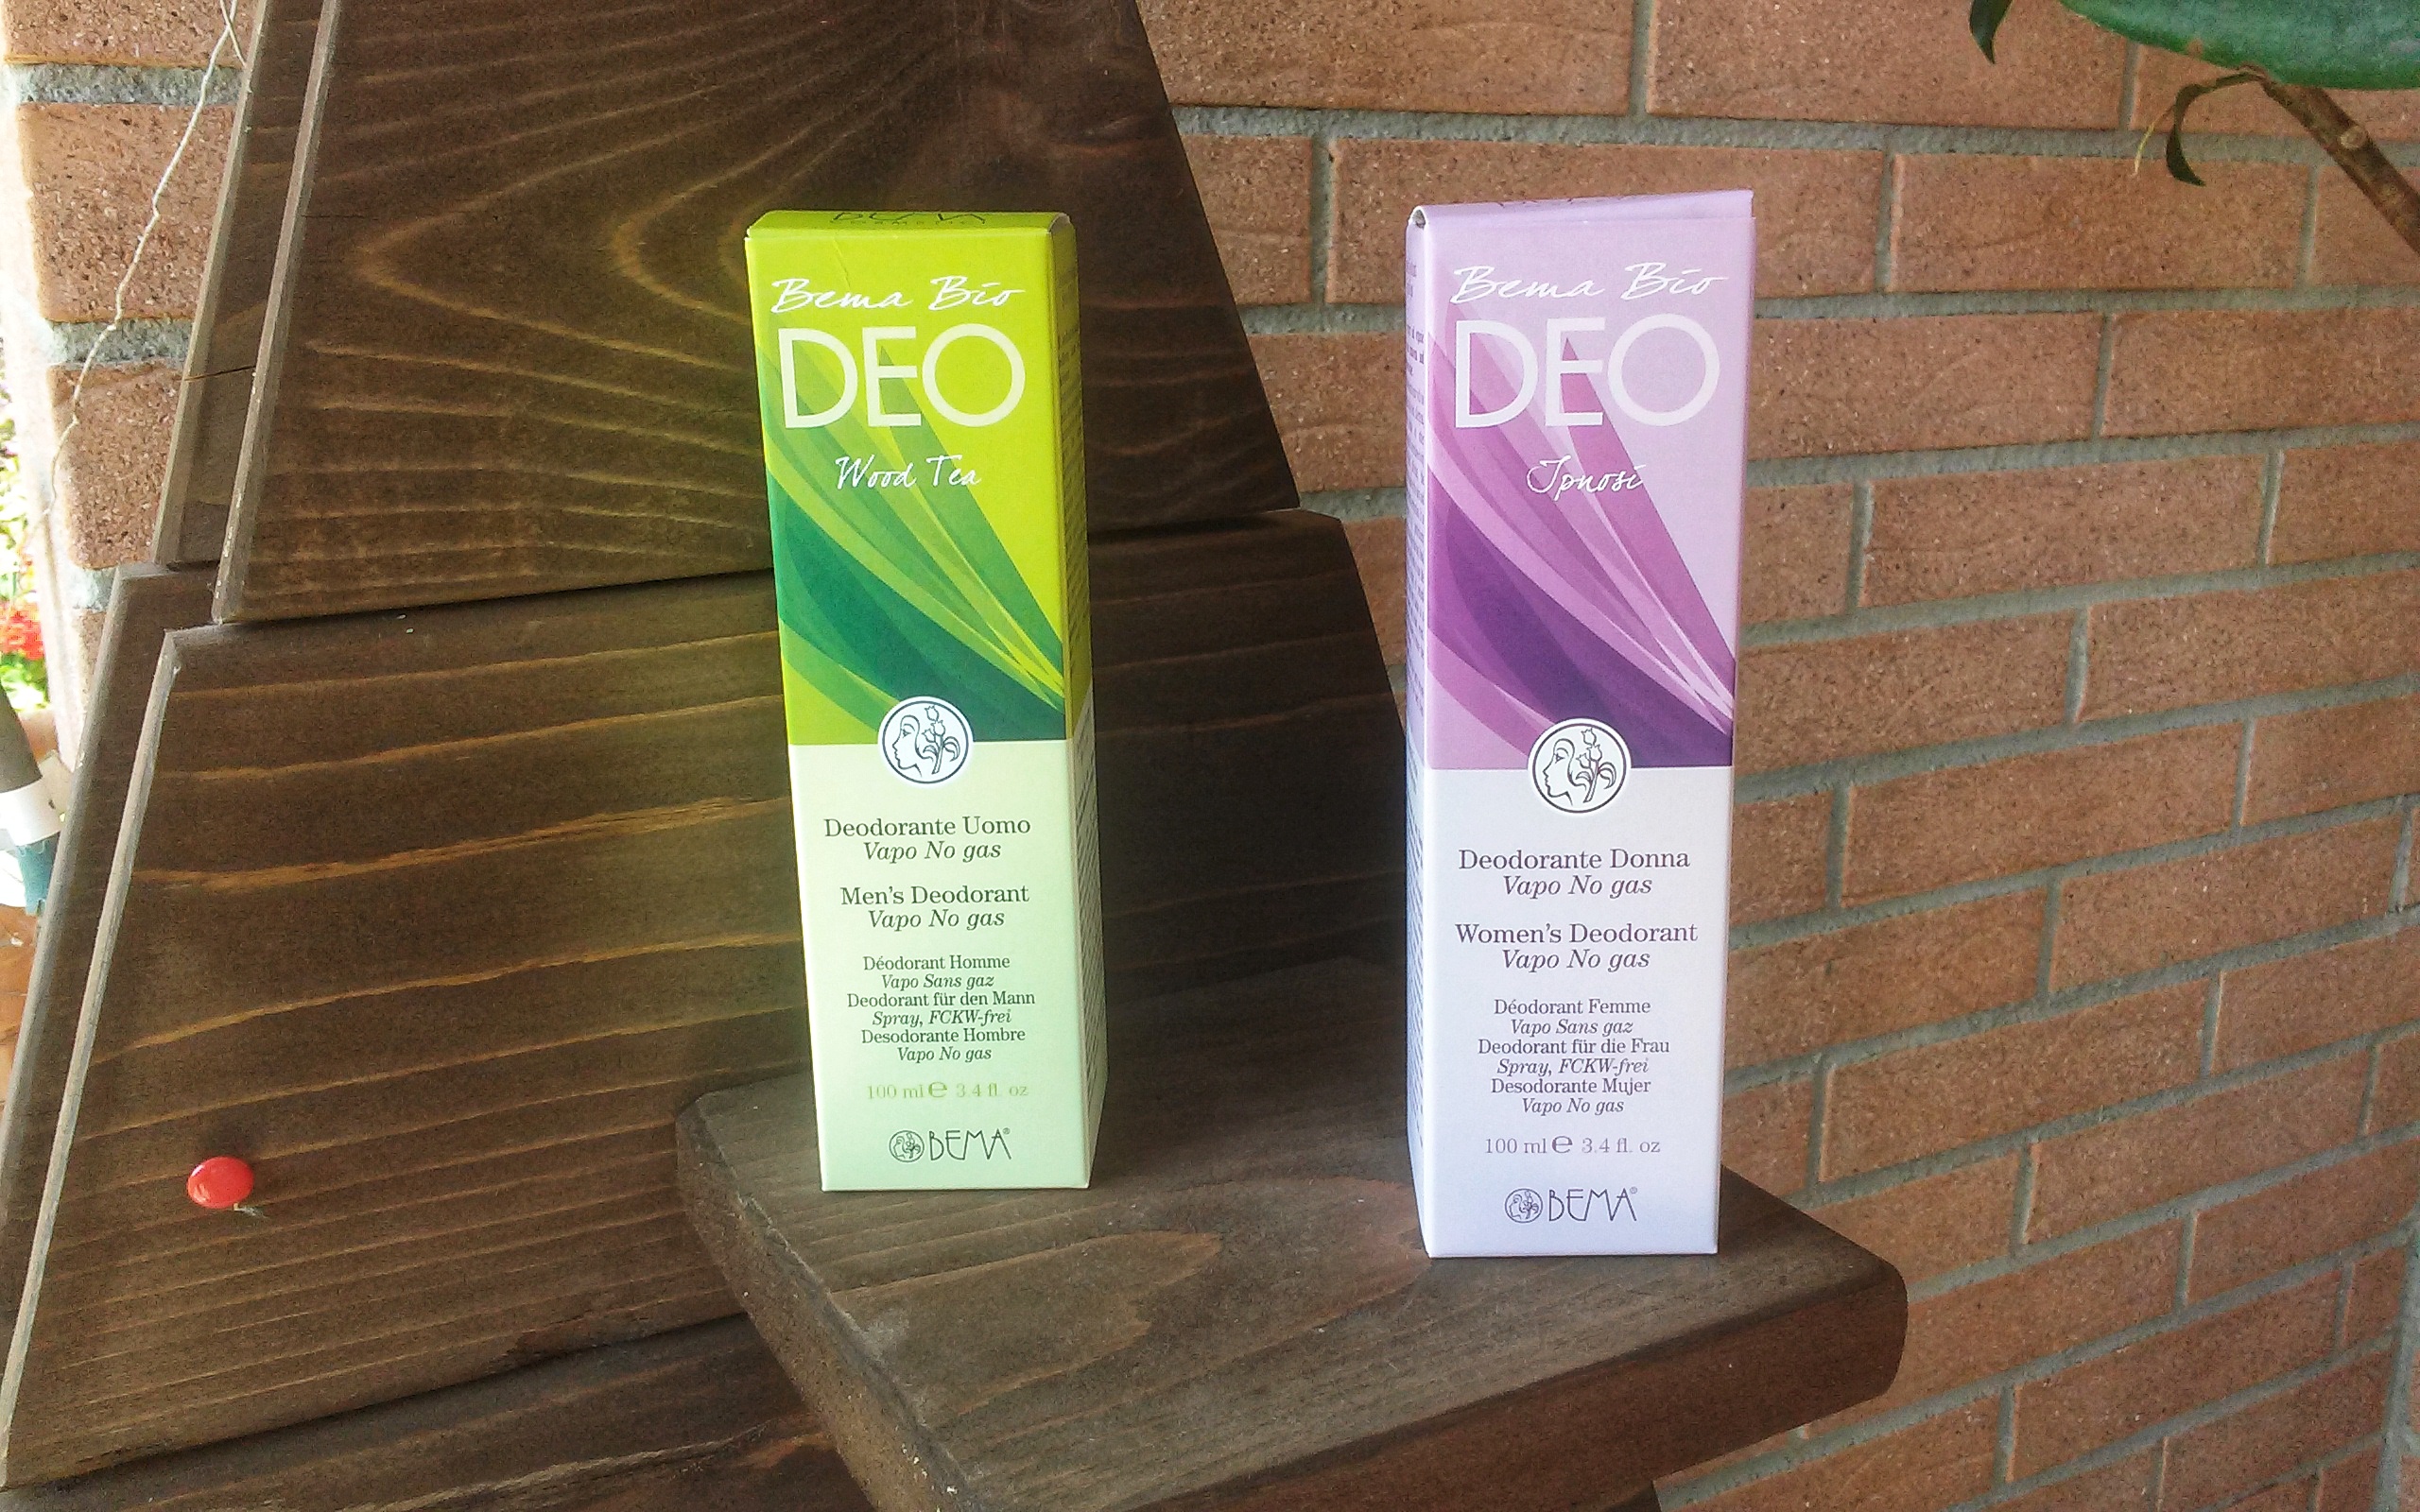 BEMA
Bema Bio
DEO
Wood Tea
Deodorante Uomo
Vapo No gas
Men's Deodorant
Vapo No gas
Déodorant Homme
Vapo Sans gaz
Deodorant für den Mann
Spray, FCKW-frei
Desodorante Hombre
Vapo No gas
100 ml ℮ 3.4 fl. oz
BEMA®
Bema Bio
DEO
Ipnosi
Deodorante Donna
Vapo No gas
Women's Deodorant
Vapo No gas
Déodorant Femme
Vapo Sans gaz
Deodorant für die Frau
Spray, FCKW-frei
Desodorante Mujer
Vapo No gas
100 ml ℮ 3.4 fl. oz
BEMA®